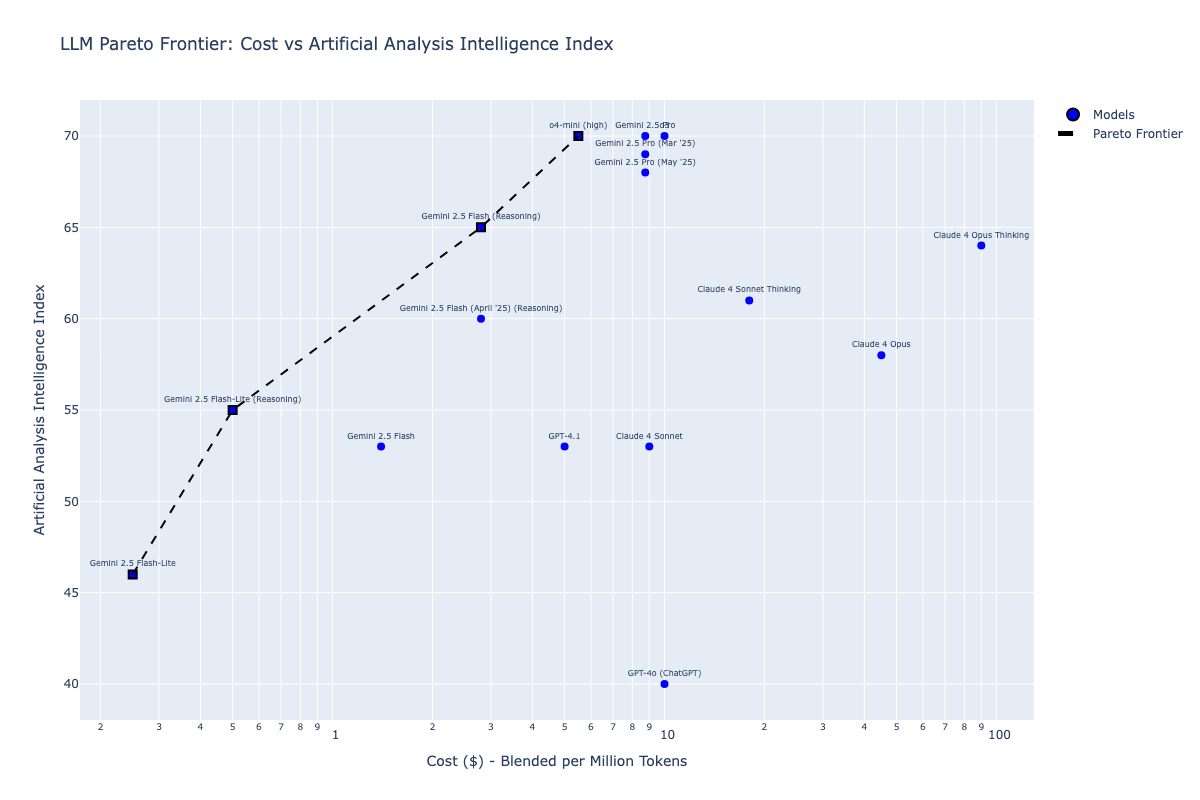 LLM Pareto Frontier: Cost vs Artificial Analysis Intelligence Index
Models
Pareto Frontier
o4-mini (high)
Gemini 2.5 Pro
o3
Gemini 2.5 Pro (Mar '25)
Gemini 2.5 Pro (May '25)
Gemini 2.5 Flash (Reasoning)
Claude 4 Opus Thinking
Claude 4 Sonnet Thinking
Gemini 2.5 Flash (April '25) (Reasoning)
Claude 4 Opus
Gemini 2.5 Flash-Lite (Reasoning)
Gemini 2.5 Flash
GPT-4.1
Claude 4 Sonnet
Gemini 2.5 Flash-Lite
GPT-4o (ChatGPT)
70
65
60
55
50
45
40
Artificial Analysis Intelligence Index
2 3 4 5 6 7 8 9 1 2 3 4 5 6 7 8 9 10 2 3 4 5 6 7 8 9 100
Cost ($) - Blended per Million Tokens